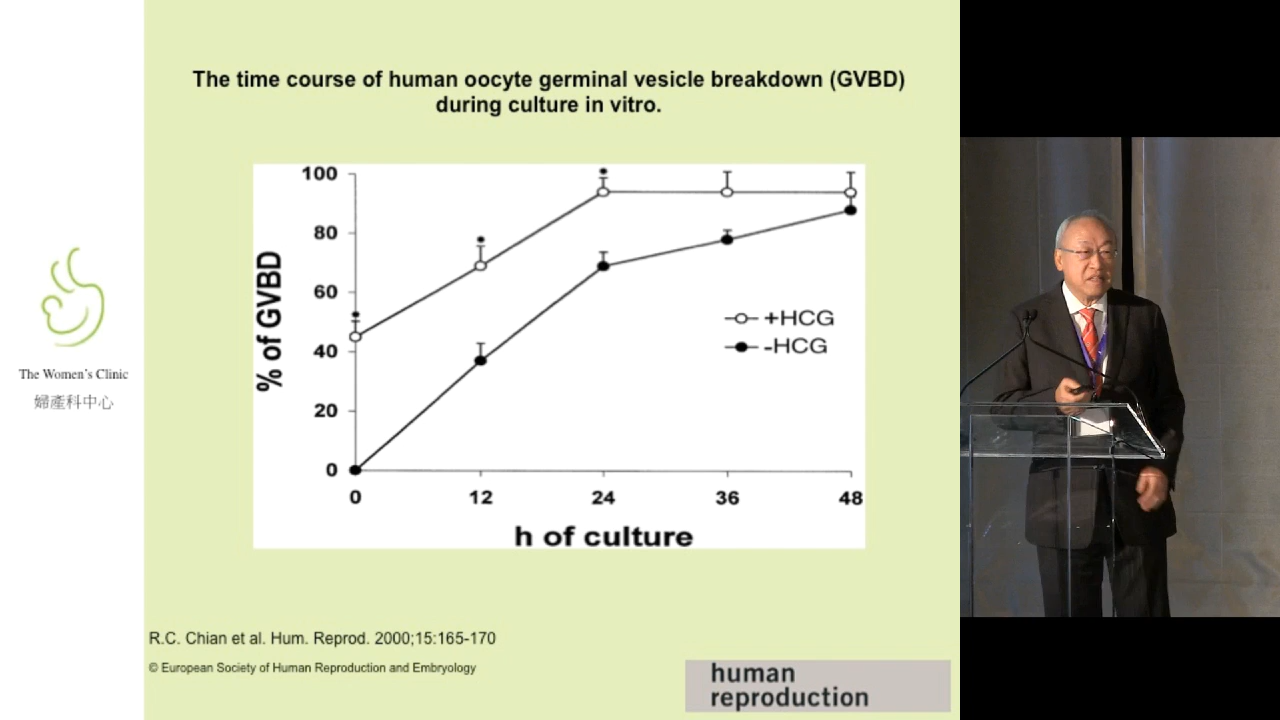 The time course of human oocyte germinal vesicle breakdown (GVBD)
during culture in vitro.
100
80
60
40
20
0
% of GVBD
+HCG
-HCG
0 12 24 36 48
h of culture
The Women's Clinic
婦產科中心
R.C. Chian et al. Hum. Reprod. 2000;15:165-170
© European Society of Human Reproduction and Embryology
human
reproduction